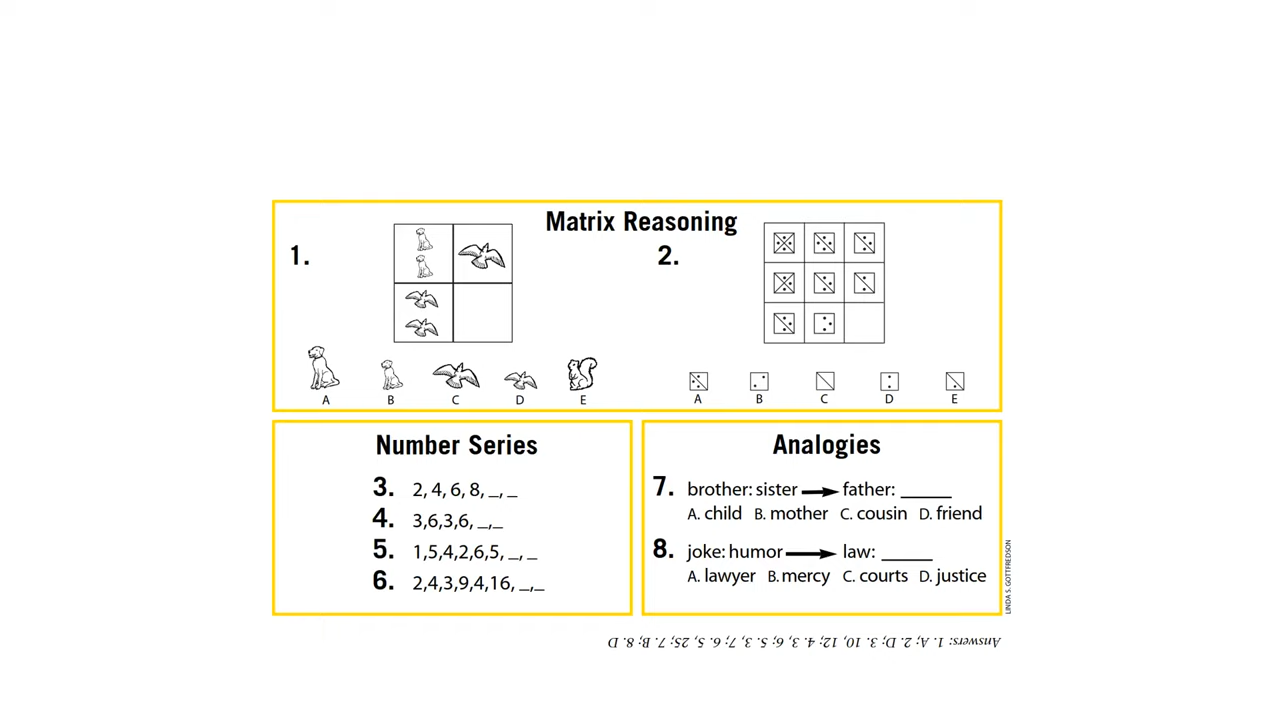 Matrix Reasoning
1.
2.
A B C D E
A B C D E
Number Series
3. 2, 4, 6, 8, _, _
4. 3,6,3,6, _,_
5. 1,5,4,2,6,5, _, _
6. 2,4,3,9,4,16, _,_
Analogies
7. brother: sister → father: _____
A. child B. mother C. cousin D. friend
8. joke: humor → law: _____
A. lawyer B. mercy C. courts D. justice
LINDA S. GOTTFREDSON
Answers: 1. A; 2. D; 3. 10, 12; 4. 3, 6; 5. 3, 7; 6. 5, 25; 7. B; 8. D